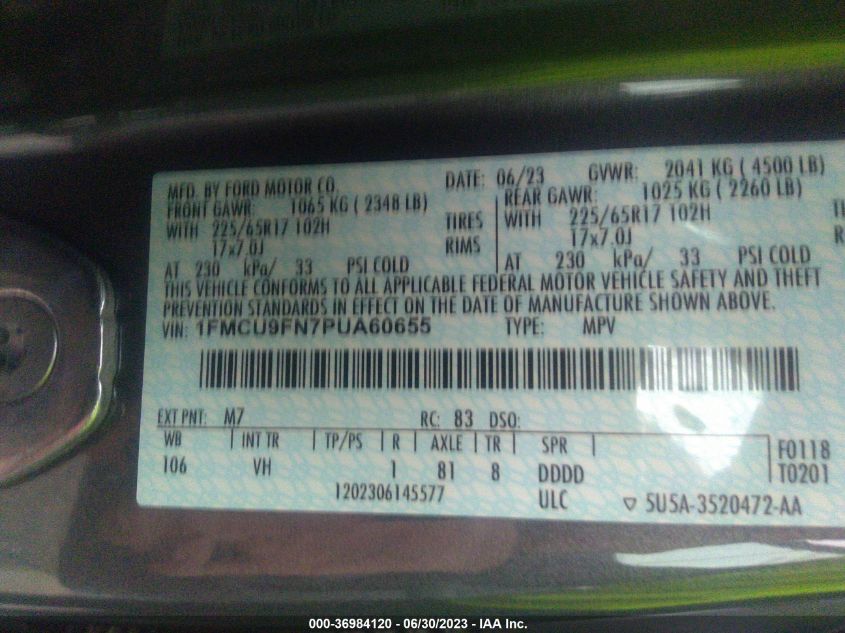 MFD. BY FORD MOTOR CO. DATE: 06/23 GVWR: 2041 KG ( 4500 LB)
FRONT GAWR: 1065 KG ( 2348 LB) REAR GAWR: 1025 KG ( 2260 LB)
WITH 225/65R17 102H TIRES WITH 225/65R17 102H
17x7.0J RIMS 17x7.0J
AT 230 kPa/ 33 PSI COLD AT 230 kPa/ 33 PSI COLD
THIS VEHICLE CONFORMS TO ALL APPLICABLE FEDERAL MOTOR VEHICLE SAFETY AND THEFT
PREVENTION STANDARDS IN EFFECT ON THE DATE OF MANUFACTURE SHOWN ABOVE.
VIN: 1FMCU9FN7PUA60655 TYPE: MPV
EXT PNT: M7 RC: 83 DSO:
WB INT TR TP/PS R AXLE TR SPR F0118
106 VH 1 81 8 DDDD T0201
1202306145577 ULC ▽ 5U5A-3520472-AA
000-36984120 - 06/30/2023 - IAA Inc.